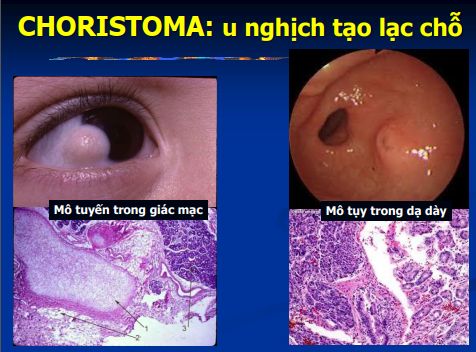 CHORISTOMA: u nghịch tạo lạc chỗ
Mô tuyến trong giác mạc
Mô tụy trong dạ dày
1
2
3